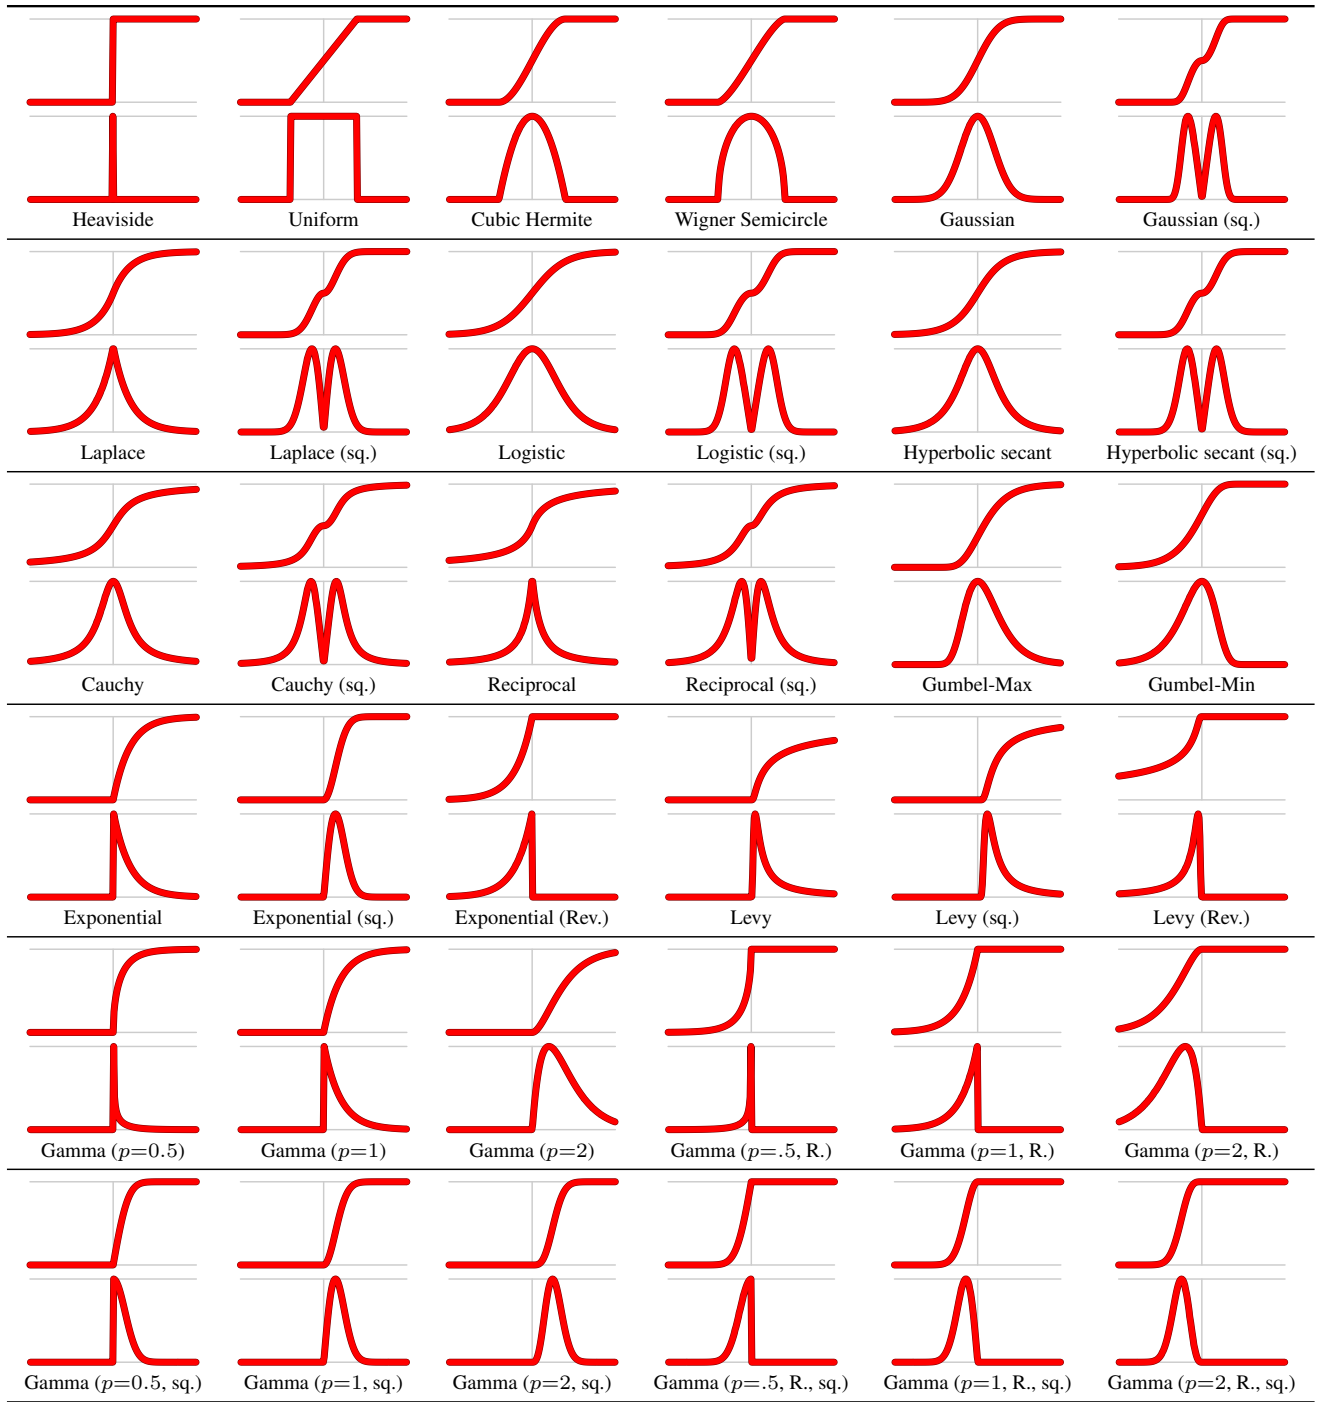 Heaviside Uniform Cubic Hermite Wigner Semicircle Gaussian Gaussian (sq.)
Laplace Laplace (sq.) Logistic Logistic (sq.) Hyperbolic secant Hyperbolic secant (sq.)
Cauchy Cauchy (sq.) Reciprocal Reciprocal (sq.) Gumbel-Max Gumbel-Min
Exponential Exponential (sq.) Exponential (Rev.) Levy Levy (sq.) Levy (Rev.)
Gamma (p=0.5) Gamma (p=1) Gamma (p=2) Gamma (p=.5, R.) Gamma (p=1, R.) Gamma (p=2, R.)
Gamma (p=0.5, sq.) Gamma (p=1, sq.) Gamma (p=2, sq.) Gamma (p=.5, R., sq.) Gamma (p=1, R., sq.) Gamma (p=2, R., sq.)